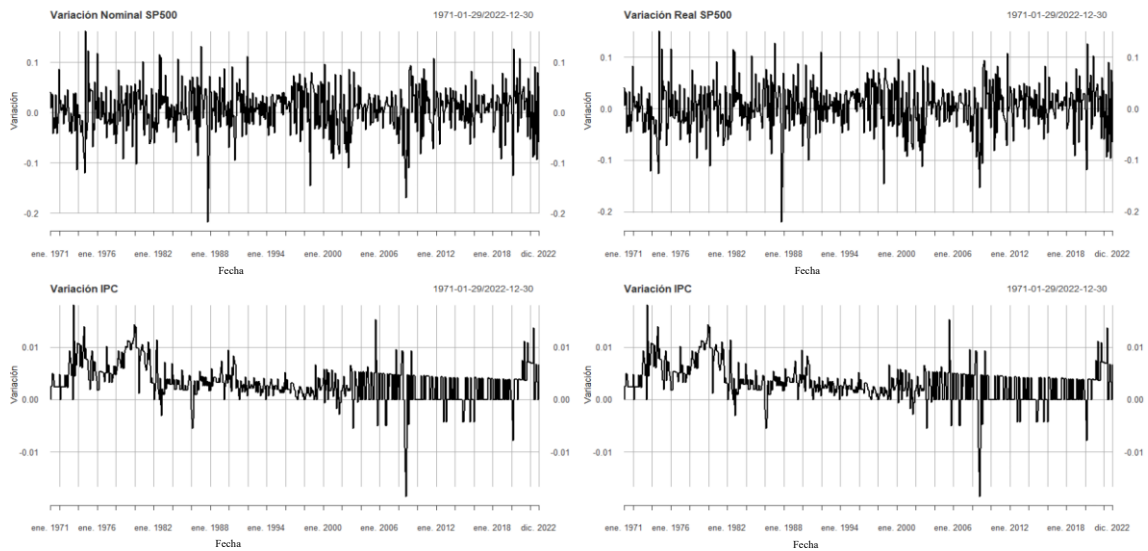 Variación Nominal SP500 1971-01-29/2022-12-30
0.1 0.1
0.0 0.0
-0.1 -0.1
-0.2 -0.2
Variación
ene. 1971 ene. 1976 ene. 1982 ene. 1988 ene. 1994 ene. 2000 ene. 2006 ene. 2012 ene. 2018 dic. 2022
Fecha
Variación Real SP500 1971-01-29/2022-12-30
0.1 0.1
0.0 0.0
-0.1 -0.1
-0.2 -0.2
Variación
ene. 1971 ene. 1976 ene. 1982 ene. 1988 ene. 1994 ene. 2000 ene. 2006 ene. 2012 ene. 2018 dic. 2022
Fecha
Variación IPC 1971-01-29/2022-12-30
0.01 0.01
0.00 0.00
-0.01 -0.01
Variación
ene. 1971 ene. 1976 ene. 1982 ene. 1988 ene. 1994 ene. 2000 ene. 2006 ene. 2012 ene. 2018 dic. 2022
Fecha
Variación IPC 1971-01-29/2022-12-30
0.01 0.01
0.00 0.00
-0.01 -0.01
Variación
ene. 1971 ene. 1976 ene. 1982 ene. 1988 ene. 1994 ene. 2000 ene. 2006 ene. 2012 ene. 2018 dic. 2022
Fecha